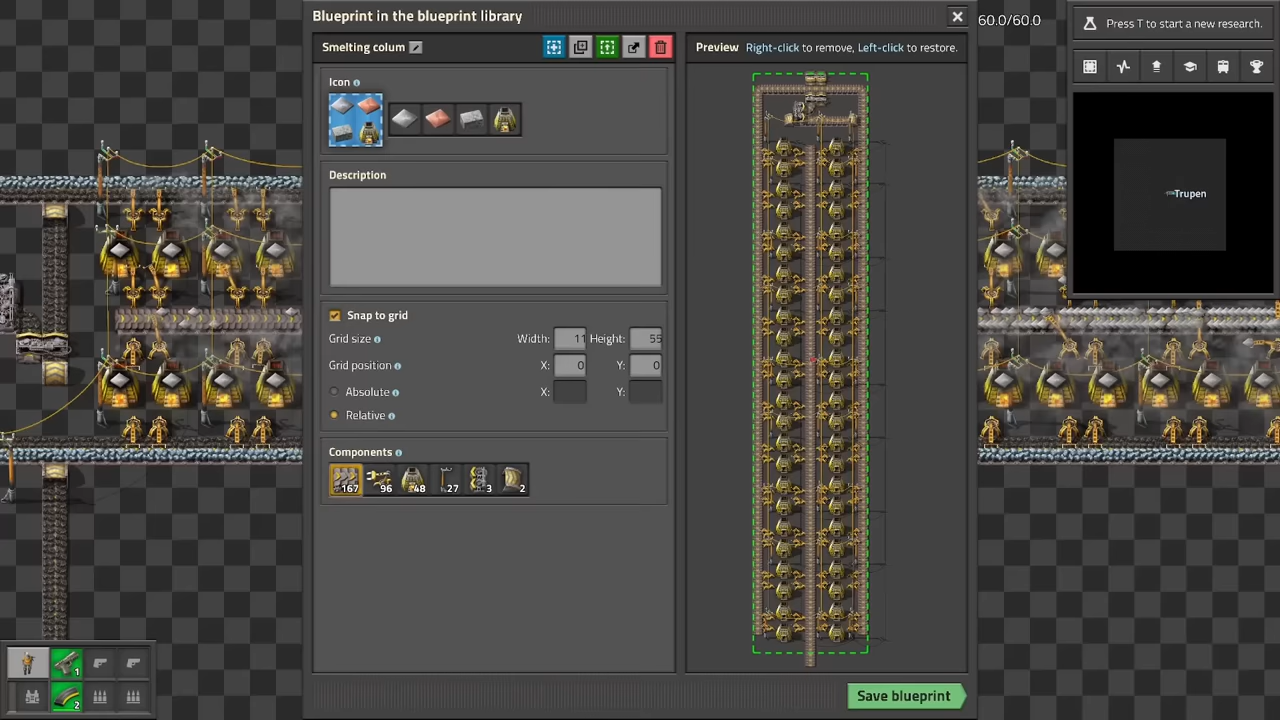 Blueprint in the blueprint library
60.0/60.0
Press T to start a new research.
Smelting colum
Preview Right-click to remove, Left-click to restore.
Icon
Trupen
Description
Snap to grid
Grid size Width: 11 Height: 55
Grid position X: 0 Y: 0
Absolute X: Y:
Relative
Components
167 96 48 27 3 2
1
2
Save blueprint